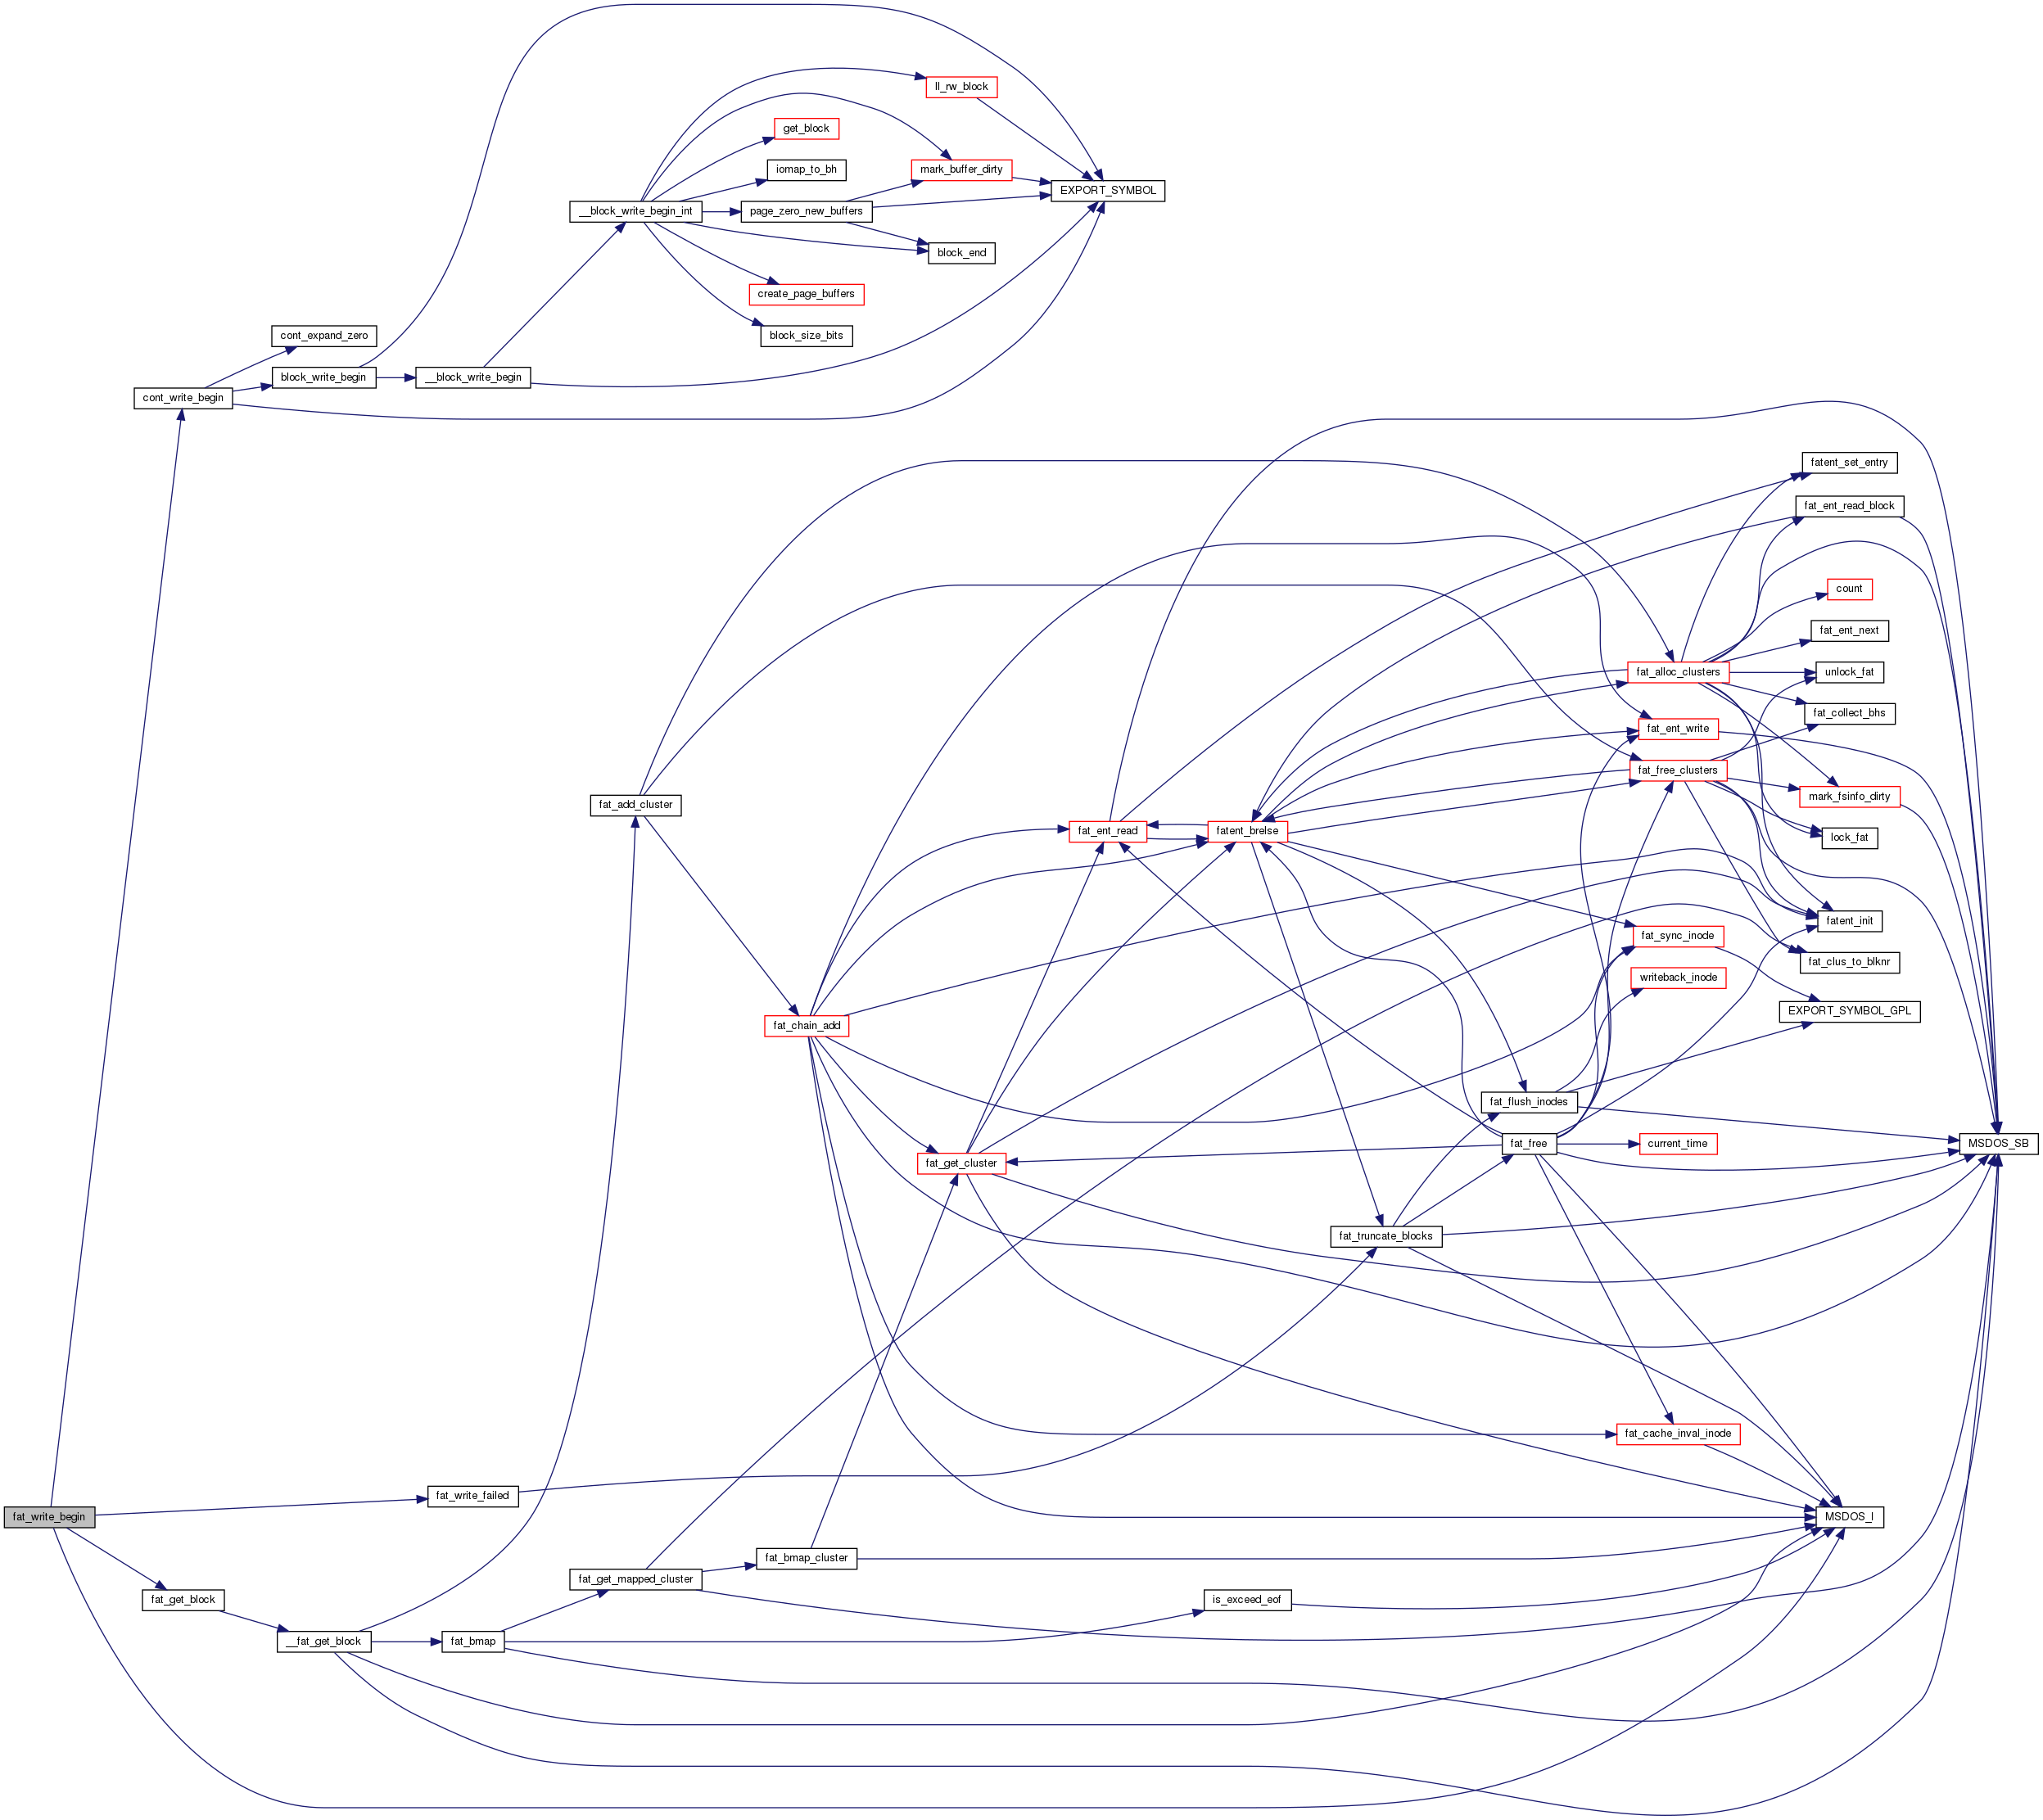 ll_rw_block
get_block
iomap_to_bh
mark_buffer_dirty
EXPORT_SYMBOL
__block_write_begin_int
page_zero_new_buffers
block_end
create_page_buffers
block_size_bits
cont_expand_zero
block_write_begin
__block_write_begin
cont_write_begin
fatent_set_entry
fat_ent_read_block
count
fat_ent_next
fat_alloc_clusters
unlock_fat
fat_collect_bhs
fat_ent_write
fat_free_clusters
mark_fsinfo_dirty
fat_add_cluster
fat_ent_read
fatent_brelse
lock_fat
fatent_init
fat_sync_inode
fat_clus_to_blknr
writeback_inode
EXPORT_SYMBOL_GPL
fat_chain_add
fat_flush_inodes
fat_free
current_time
MSDOS_SB
fat_get_cluster
fat_truncate_blocks
fat_cache_inval_inode
fat_write_failed
fat_write_begin
MSDOS_I
fat_bmap_cluster
fat_get_mapped_cluster
fat_get_block
is_exceed_eof
__fat_get_block
fat_bmap